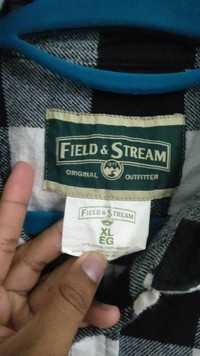 FIELD & STREAM
ORIGINAL OUTFITTER
FIELD & STREAM
XL
EG